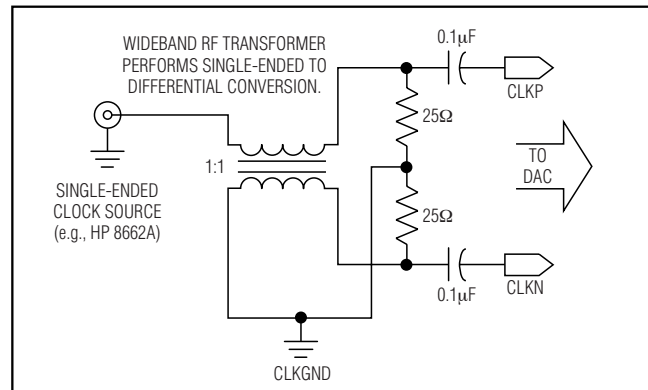 WIDEBAND RF TRANSFORMER
PERFORMS SINGLE-ENDED TO
DIFFERENTIAL CONVERSION.
0.1μF
CLKP
25Ω
1:1
TO
DAC
SINGLE-ENDED
CLOCK SOURCE
(e.g., HP 8662A)
25Ω
0.1μF
CLKN
CLKGND